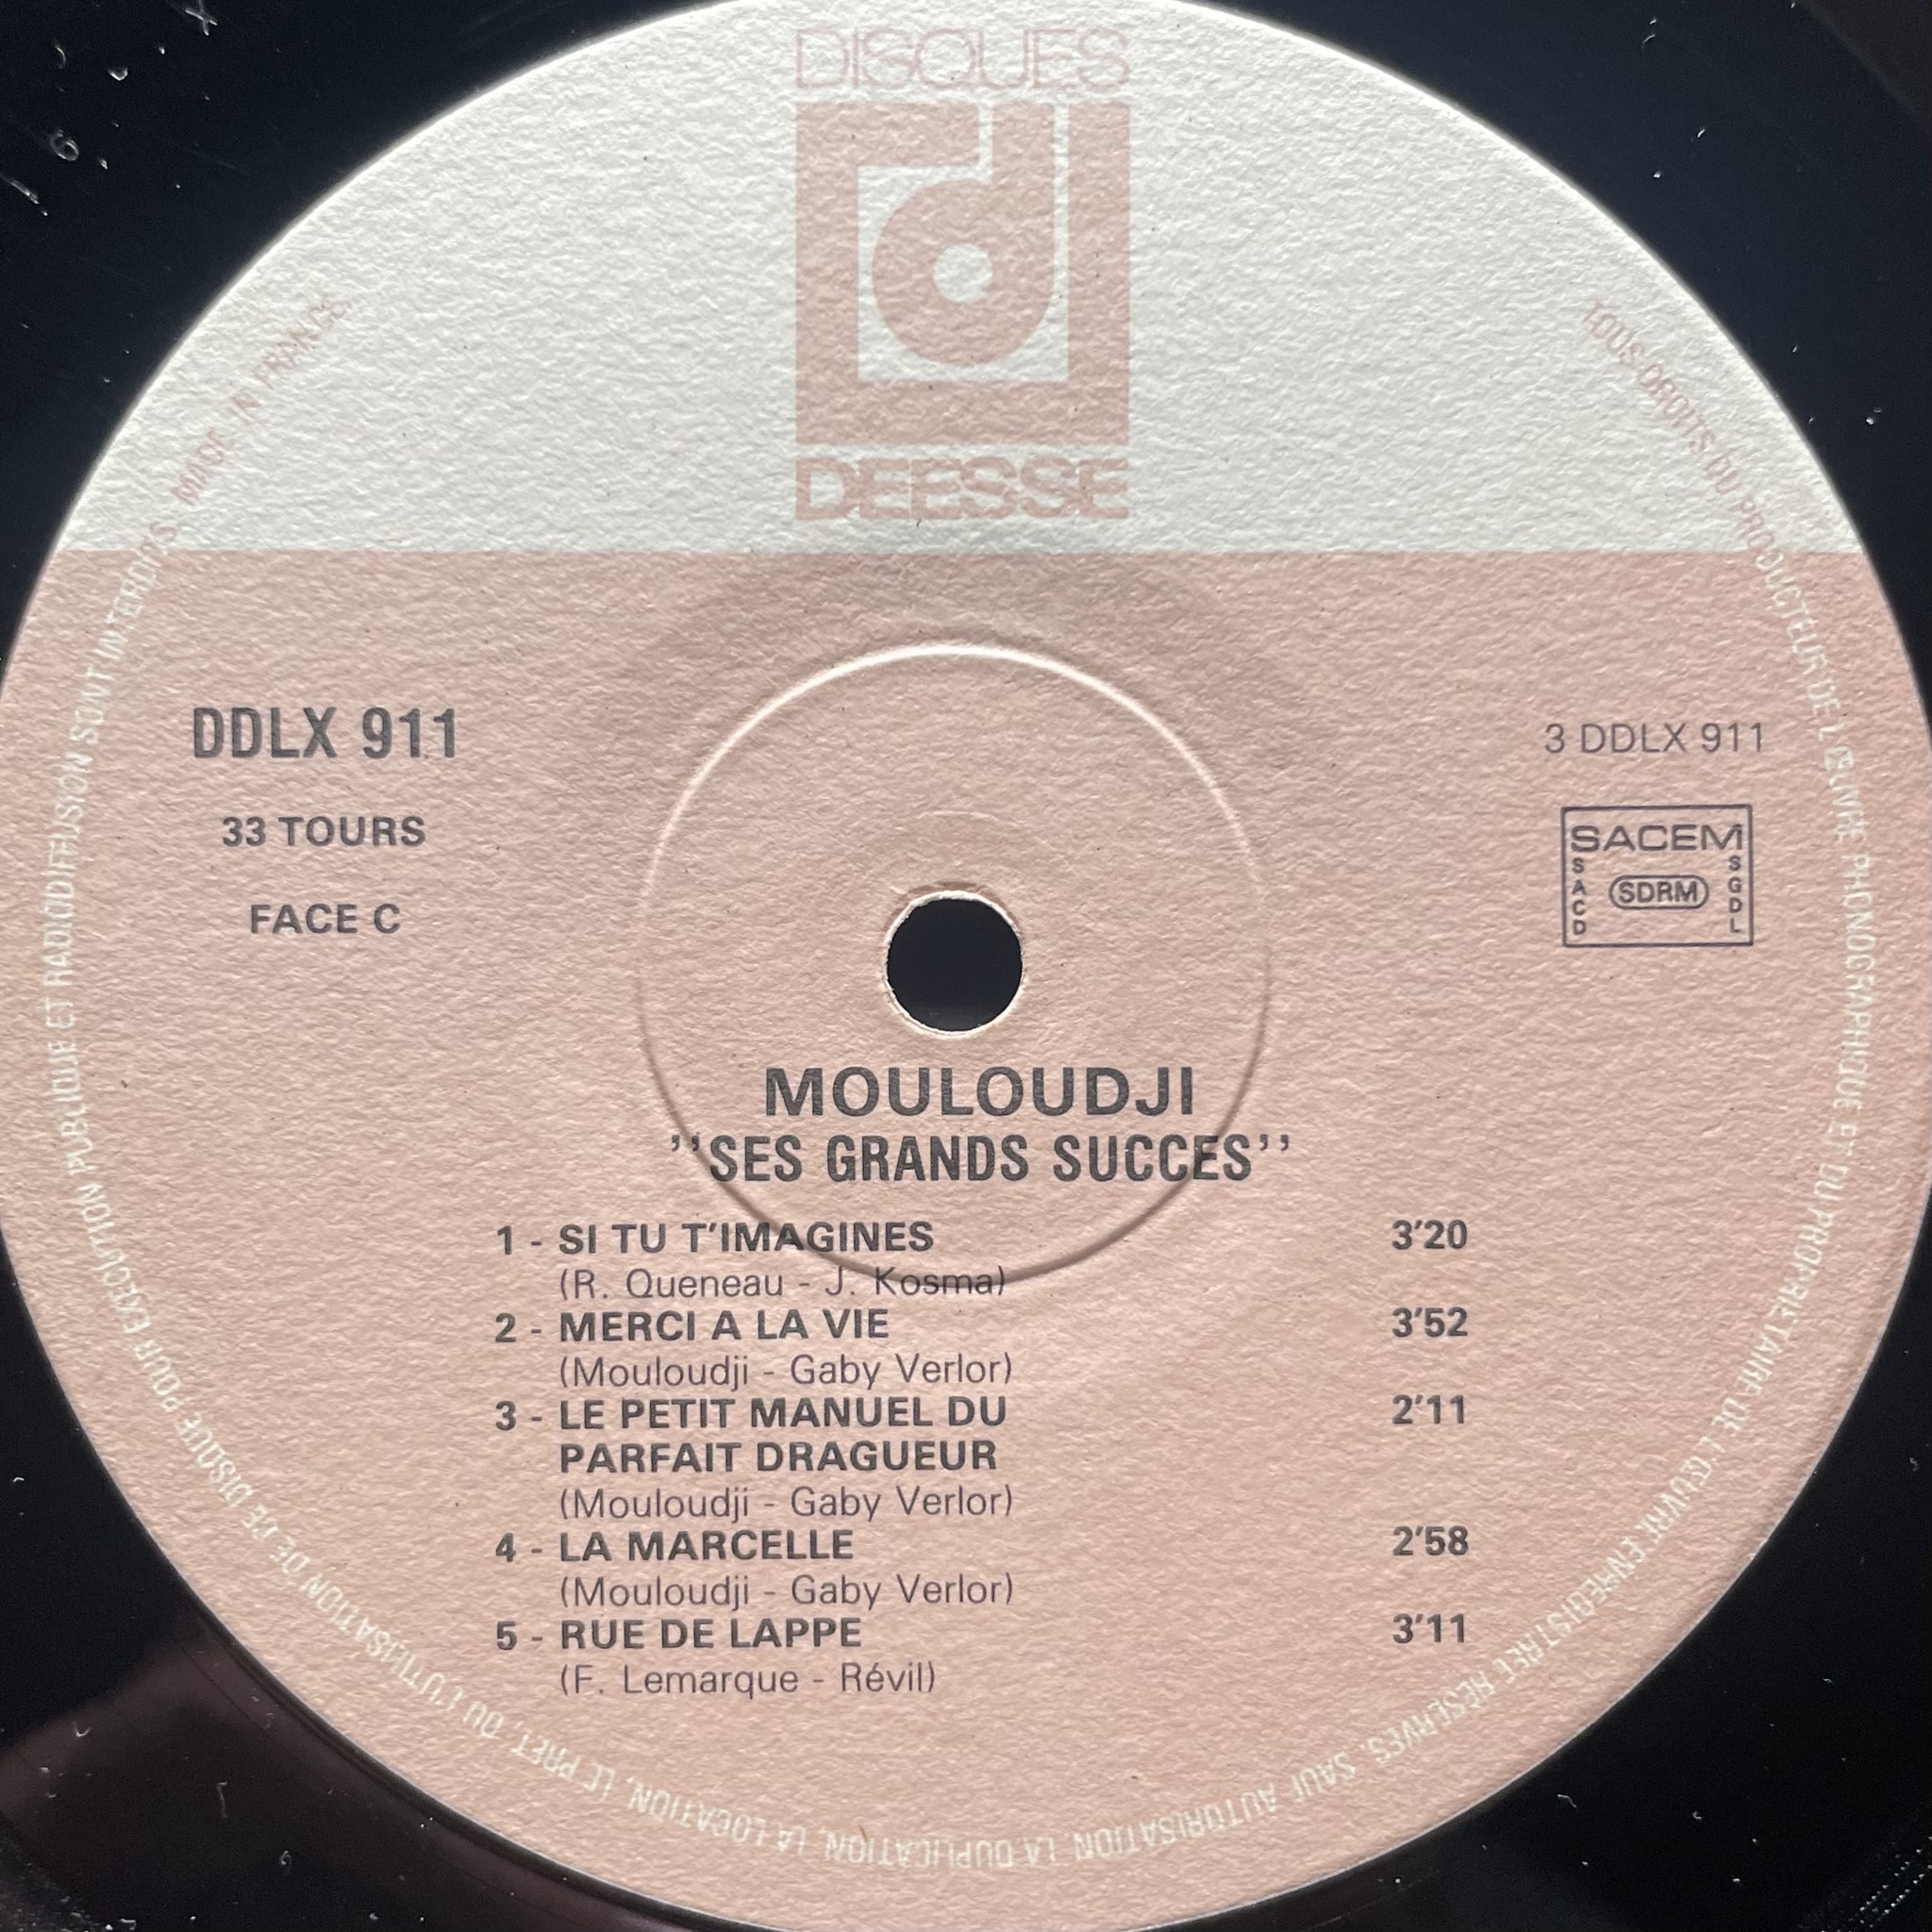 DISQUES
DEESSE
DDLX 911
33 TOURS
FACE C
3 DDLX 911
SACEM
SACD
SDRM
SGDL
MOULOUDJI
''SES GRANDS SUCCES''
1 - SI TU T'IMAGINES 3'20
(R. Queneau - J. Kosma)
2 - MERCI A LA VIE 3'52
(Mouloudji - Gaby Verlor)
3 - LE PETIT MANUEL DU 2'11
PARFAIT DRAGUEUR
(Mouloudji - Gaby Verlor)
4 - LA MARCELLE 2'58
(Mouloudji - Gaby Verlor)
5 - RUE DE LAPPE 3'11
(F. Lemarque - Révil)
TOUS DROITS DU PRODUCTEUR DE L'ŒUVRE PHONOGRAPHIQUE ET DU PROPRIETAIRE DE L'ŒUVRE ENREGISTREE RESERVES. SAUF AUTORISATION, LA DUPLICATION, LA LOCATION, LE PRET, OU L'UTILISATION DE CE DISQUE POUR EXECUTION PUBLIQUE ET RADIODIFFUSION SONT INTERDITS. MADE IN FRANCE